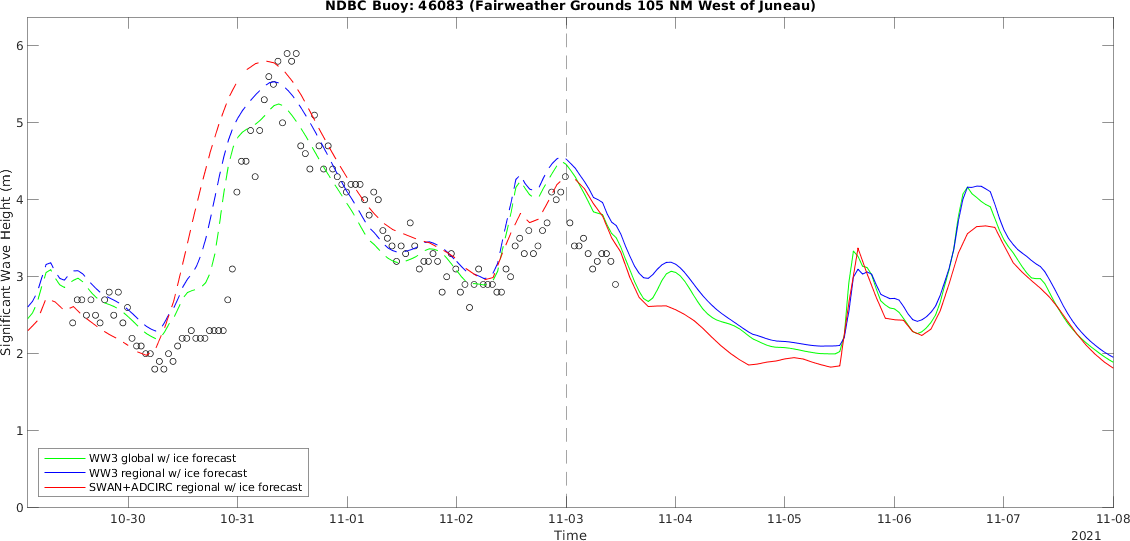 NDBC Buoy: 46083 (Fairweather Grounds 105 NM West of Juneau)
Significant Wave Height (m)
6
5
4
3
2
1
0
WW3 global w/ ice forecast
WW3 regional w/ ice forecast
SWAN+ADCIRC regional w/ ice forecast
10-30 10-31 11-01 11-02 11-03 11-04 11-05 11-06 11-07 11-08
Time
2021